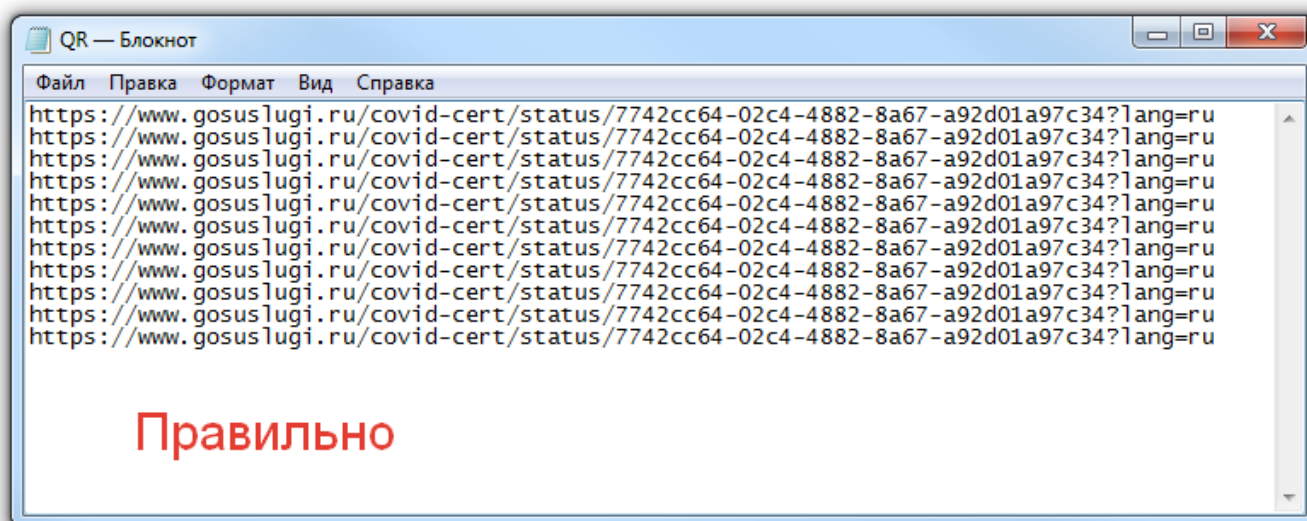 QR — Блокнот
Файл Правка Формат Вид Справка
https://www.gosuslugi.ru/covid-cert/status/7742cc64-02c4-4882-8a67-a92d01a97c34?lang=ru
https://www.gosuslugi.ru/covid-cert/status/7742cc64-02c4-4882-8a67-a92d01a97c34?lang=ru
https://www.gosuslugi.ru/covid-cert/status/7742cc64-02c4-4882-8a67-a92d01a97c34?lang=ru
https://www.gosuslugi.ru/covid-cert/status/7742cc64-02c4-4882-8a67-a92d01a97c34?lang=ru
https://www.gosuslugi.ru/covid-cert/status/7742cc64-02c4-4882-8a67-a92d01a97c34?lang=ru
https://www.gosuslugi.ru/covid-cert/status/7742cc64-02c4-4882-8a67-a92d01a97c34?lang=ru
https://www.gosuslugi.ru/covid-cert/status/7742cc64-02c4-4882-8a67-a92d01a97c34?lang=ru
https://www.gosuslugi.ru/covid-cert/status/7742cc64-02c4-4882-8a67-a92d01a97c34?lang=ru
https://www.gosuslugi.ru/covid-cert/status/7742cc64-02c4-4882-8a67-a92d01a97c34?lang=ru
https://www.gosuslugi.ru/covid-cert/status/7742cc64-02c4-4882-8a67-a92d01a97c34?lang=ru
https://www.gosuslugi.ru/covid-cert/status/7742cc64-02c4-4882-8a67-a92d01a97c34?lang=ru
Правильно